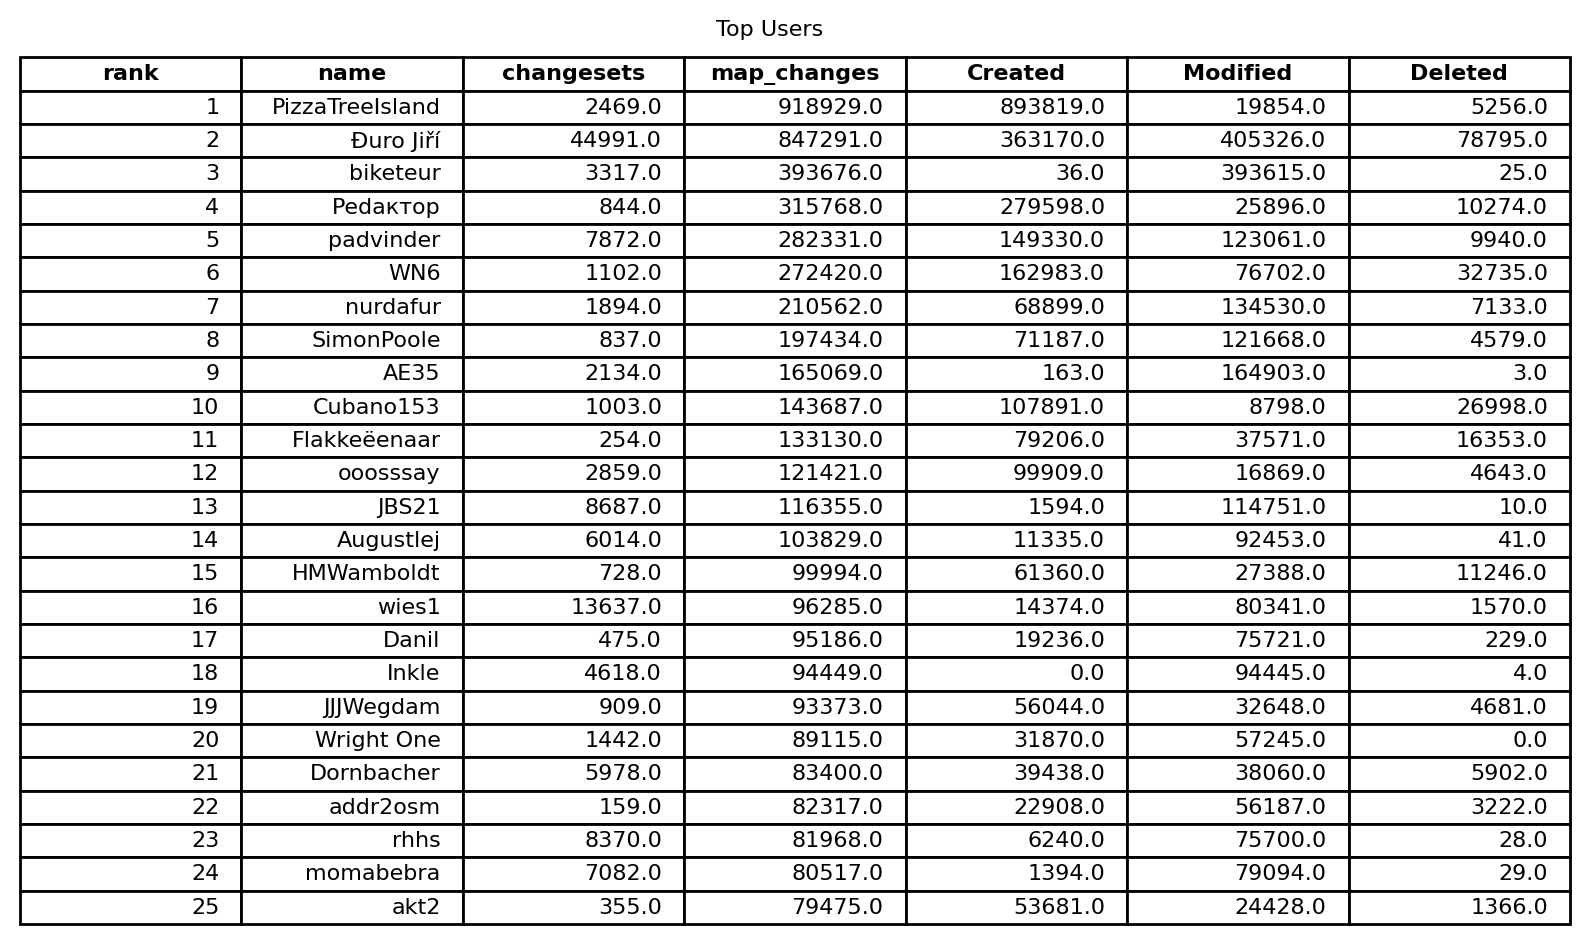 Top Users
rank name changesets map_changes Created Modified Deleted
1 PizzaTreeIsland 2469.0 918929.0 893819.0 19854.0 5256.0
2 Đuro Jiří 44991.0 847291.0 363170.0 405326.0 78795.0
3 biketeur 3317.0 393676.0 36.0 393615.0 25.0
4 Редактор 844.0 315768.0 279598.0 25896.0 10274.0
5 padvinder 7872.0 282331.0 149330.0 123061.0 9940.0
6 WN6 1102.0 272420.0 162983.0 76702.0 32735.0
7 nurdafur 1894.0 210562.0 68899.0 134530.0 7133.0
8 SimonPoole 837.0 197434.0 71187.0 121668.0 4579.0
9 AE35 2134.0 165069.0 163.0 164903.0 3.0
10 Cubano153 1003.0 143687.0 107891.0 8798.0 26998.0
11 Flakkeëenaar 254.0 133130.0 79206.0 37571.0 16353.0
12 ooosssay 2859.0 121421.0 99909.0 16869.0 4643.0
13 JBS21 8687.0 116355.0 1594.0 114751.0 10.0
14 Augustlej 6014.0 103829.0 11335.0 92453.0 41.0
15 HMWamboldt 728.0 99994.0 61360.0 27388.0 11246.0
16 wies1 13637.0 96285.0 14374.0 80341.0 1570.0
17 Danil 475.0 95186.0 19236.0 75721.0 229.0
18 Inkle 4618.0 94449.0 0.0 94445.0 4.0
19 JJJWegdam 909.0 93373.0 56044.0 32648.0 4681.0
20 Wright One 1442.0 89115.0 31870.0 57245.0 0.0
21 Dornbacher 5978.0 83400.0 39438.0 38060.0 5902.0
22 addr2osm 159.0 82317.0 22908.0 56187.0 3222.0
23 rhhs 8370.0 81968.0 6240.0 75700.0 28.0
24 momabebra 7082.0 80517.0 1394.0 79094.0 29.0
25 akt2 355.0 79475.0 53681.0 24428.0 1366.0